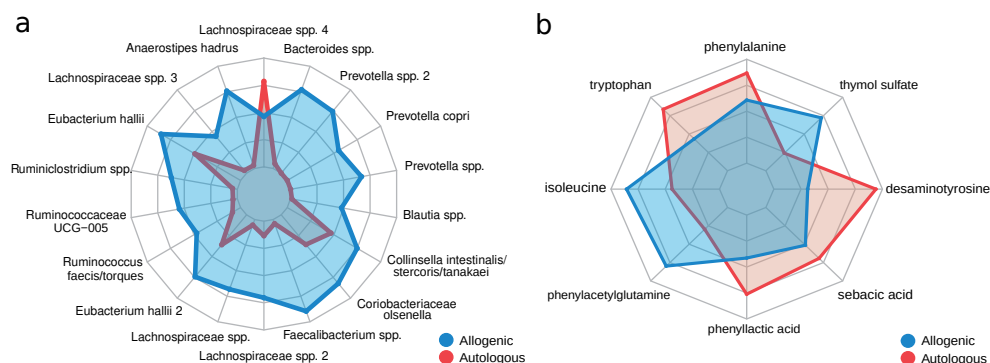 a
Lachnospiraceae spp. 4
Anaerostipes hadrus
Bacteroides spp.
Lachnospiraceae spp. 3
Prevotella spp. 2
Eubacterium hallii
Prevotella copri
Ruminiclostridium spp.
Prevotella spp.
Ruminococcaceae
UCG−005
Blautia spp.
Ruminococcus
faecis/torques
Collinsella intestinalis/
stercoris/tanakaei
Eubacterium hallii 2
Coriobacteriaceae
olsenella
Lachnospiraceae spp.
Faecalibacterium spp.
Lachnospiraceae spp. 2
Allogenic
Autologous
b
phenylalanine
tryptophan
thymol sulfate
isoleucine
desaminotyrosine
phenylacetylglutamine
sebacic acid
phenyllactic acid
Allogenic
Autologous